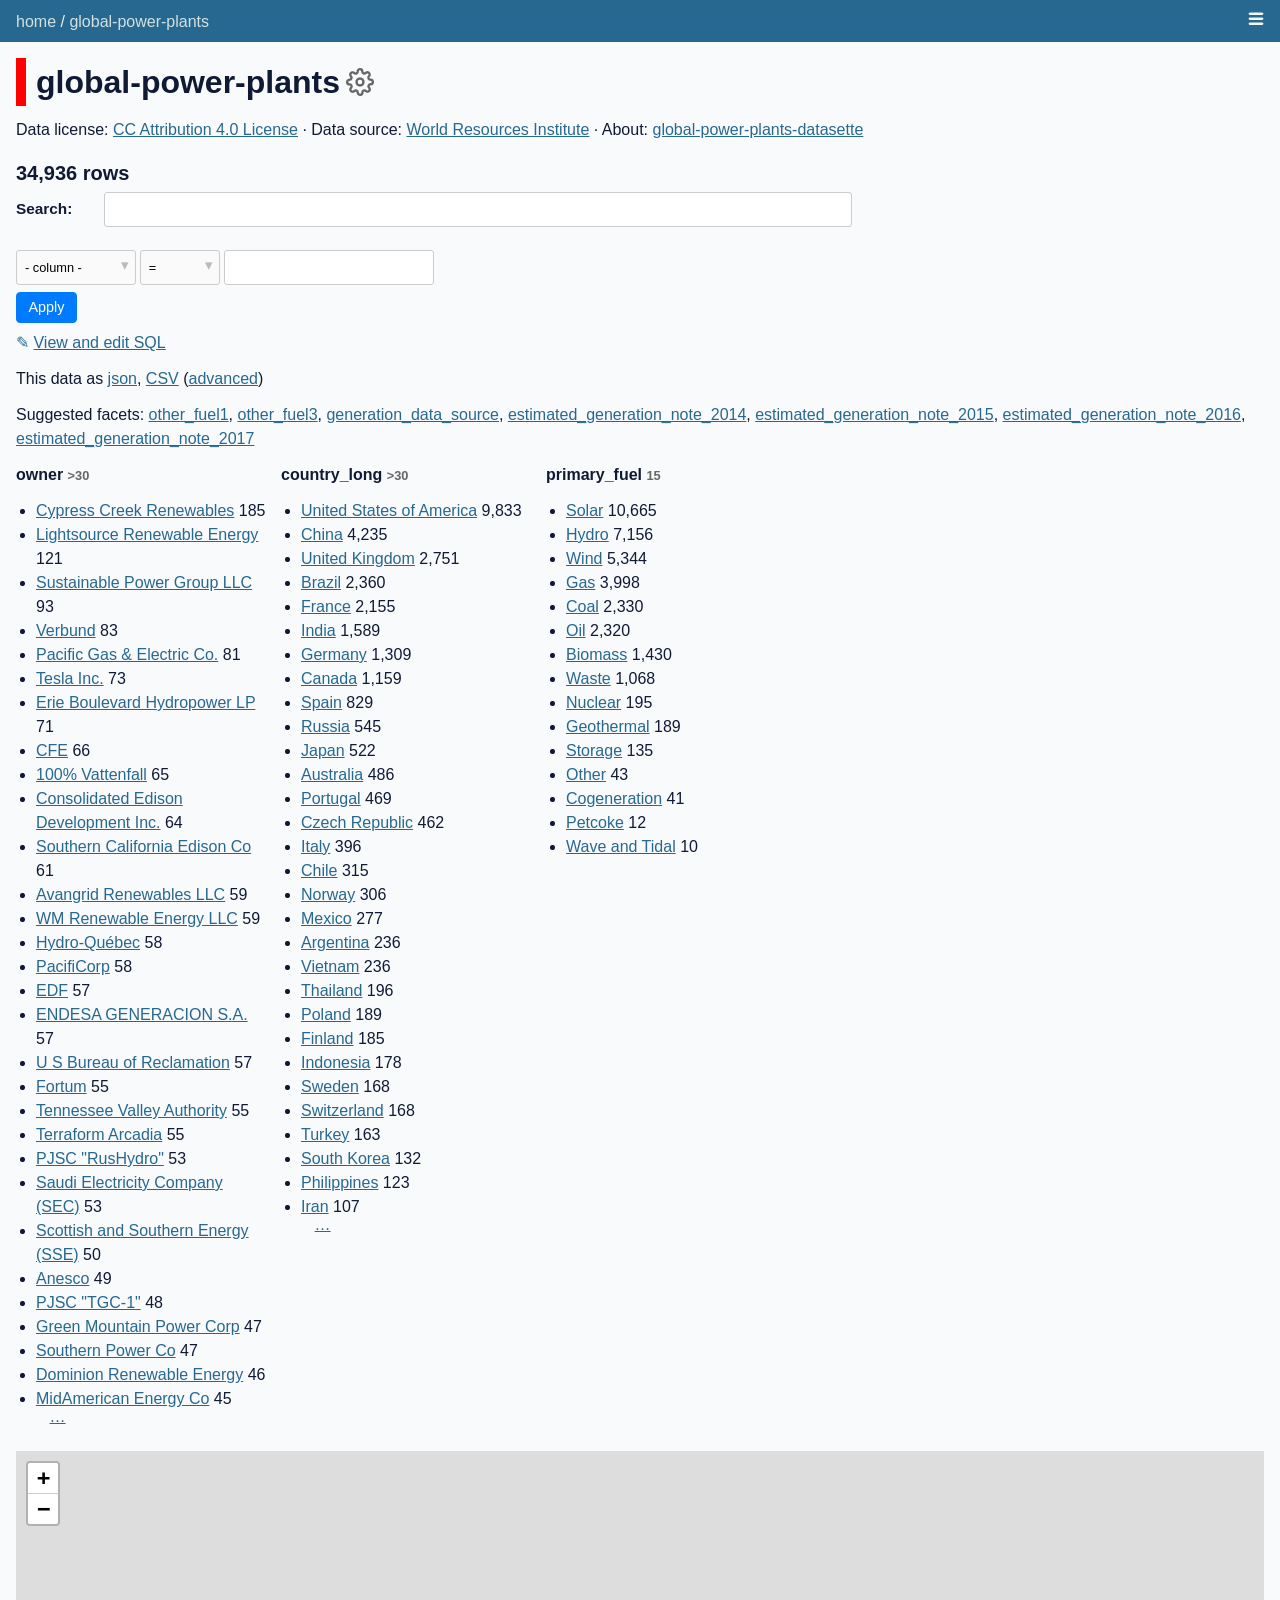 home / global-power-plants
global-power-plants
Data license: CC Attribution 4.0 License · Data source: World Resources Institute · About: global-power-plants-datasette
34,936 rows
Search:
- column -
=
Apply
✎ View and edit SQL
This data as json, CSV (advanced)
Suggested facets: other_fuel1, other_fuel3, generation_data_source, estimated_generation_note_2014, estimated_generation_note_2015, estimated_generation_note_2016,
estimated_generation_note_2017
owner >30
Cypress Creek Renewables 185
Lightsource Renewable Energy
121
Sustainable Power Group LLC
93
Verbund 83
Pacific Gas & Electric Co. 81
Tesla Inc. 73
Erie Boulevard Hydropower LP
71
CFE 66
100% Vattenfall 65
Consolidated Edison
Development Inc. 64
Southern California Edison Co
61
Avangrid Renewables LLC 59
WM Renewable Energy LLC 59
Hydro-Québec 58
PacifiCorp 58
EDF 57
ENDESA GENERACION S.A.
57
U S Bureau of Reclamation 57
Fortum 55
Tennessee Valley Authority 55
Terraform Arcadia 55
PJSC "RusHydro" 53
Saudi Electricity Company
(SEC) 53
Scottish and Southern Energy
(SSE) 50
Anesco 49
PJSC "TGC-1" 48
Green Mountain Power Corp 47
Southern Power Co 47
Dominion Renewable Energy 46
MidAmerican Energy Co 45
…
country_long >30
United States of America 9,833
China 4,235
United Kingdom 2,751
Brazil 2,360
France 2,155
India 1,589
Germany 1,309
Canada 1,159
Spain 829
Russia 545
Japan 522
Australia 486
Portugal 469
Czech Republic 462
Italy 396
Chile 315
Norway 306
Mexico 277
Argentina 236
Vietnam 236
Thailand 196
Poland 189
Finland 185
Indonesia 178
Sweden 168
Switzerland 168
Turkey 163
South Korea 132
Philippines 123
Iran 107
…
primary_fuel 15
Solar 10,665
Hydro 7,156
Wind 5,344
Gas 3,998
Coal 2,330
Oil 2,320
Biomass 1,430
Waste 1,068
Nuclear 195
Geothermal 189
Storage 135
Other 43
Cogeneration 41
Petcoke 12
Wave and Tidal 10
+
−